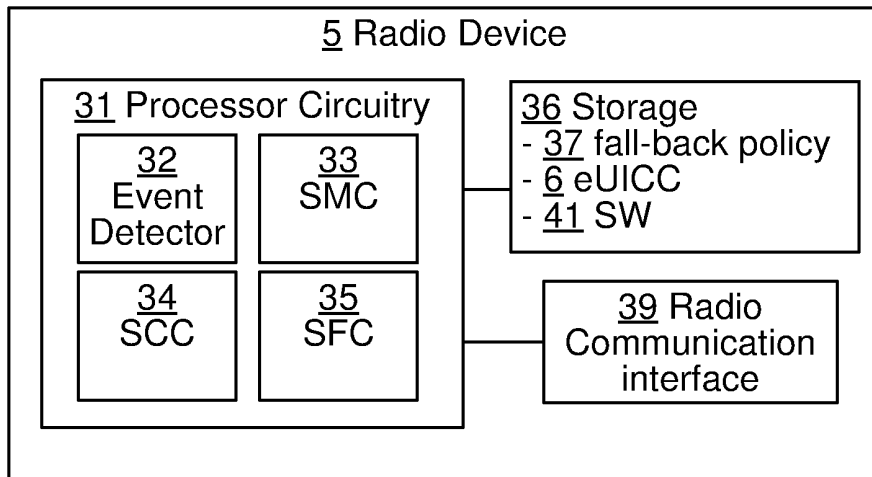 5 Radio Device
31 Processor Circuitry
32
Event
Detector
33
SMC
34
SCC
35
SFC
36 Storage
- 37 fall-back policy
- 6 eUICC
- 41 SW
39 Radio
Communication
interface